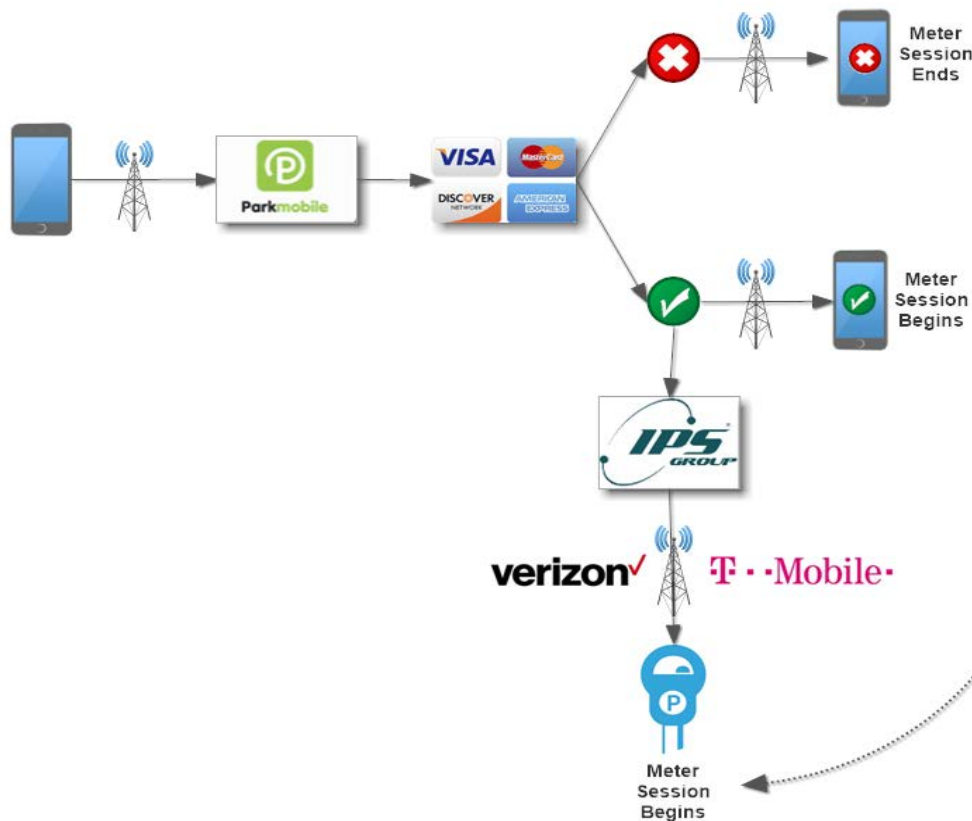 Meter
Session
Ends
P
Parkmobile
VISA
MasterCard
DISCOVER
NETWORK
AMERICAN
EXPRESS
Meter
Session
Begins
IPS
GROUP
verizon
T··Mobile·
P
Meter
Session
Begins